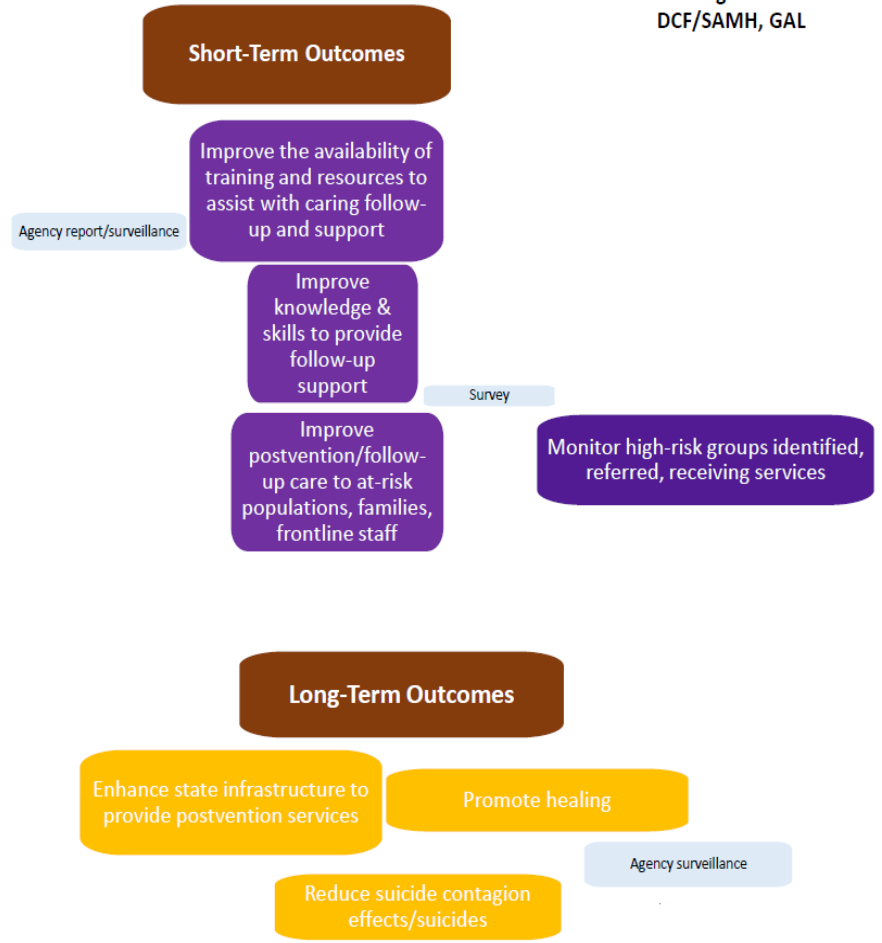 DCF/SAMH, GAL
Short-Term Outcomes
Improve the availability of
training and resources to
assist with caring follow-
up and support
Agency report/surveillance
Improve
knowledge &
skills to provide
follow-up
support
Survey
Improve
postvention/follow-
up care to at-risk
populations, families,
frontline staff
Monitor high-risk groups identified,
referred, receiving services
Long-Term Outcomes
Enhance state infrastructure to
provide postvention services
Promote healing
Agency surveillance
Reduce suicide contagion
effects/suicides